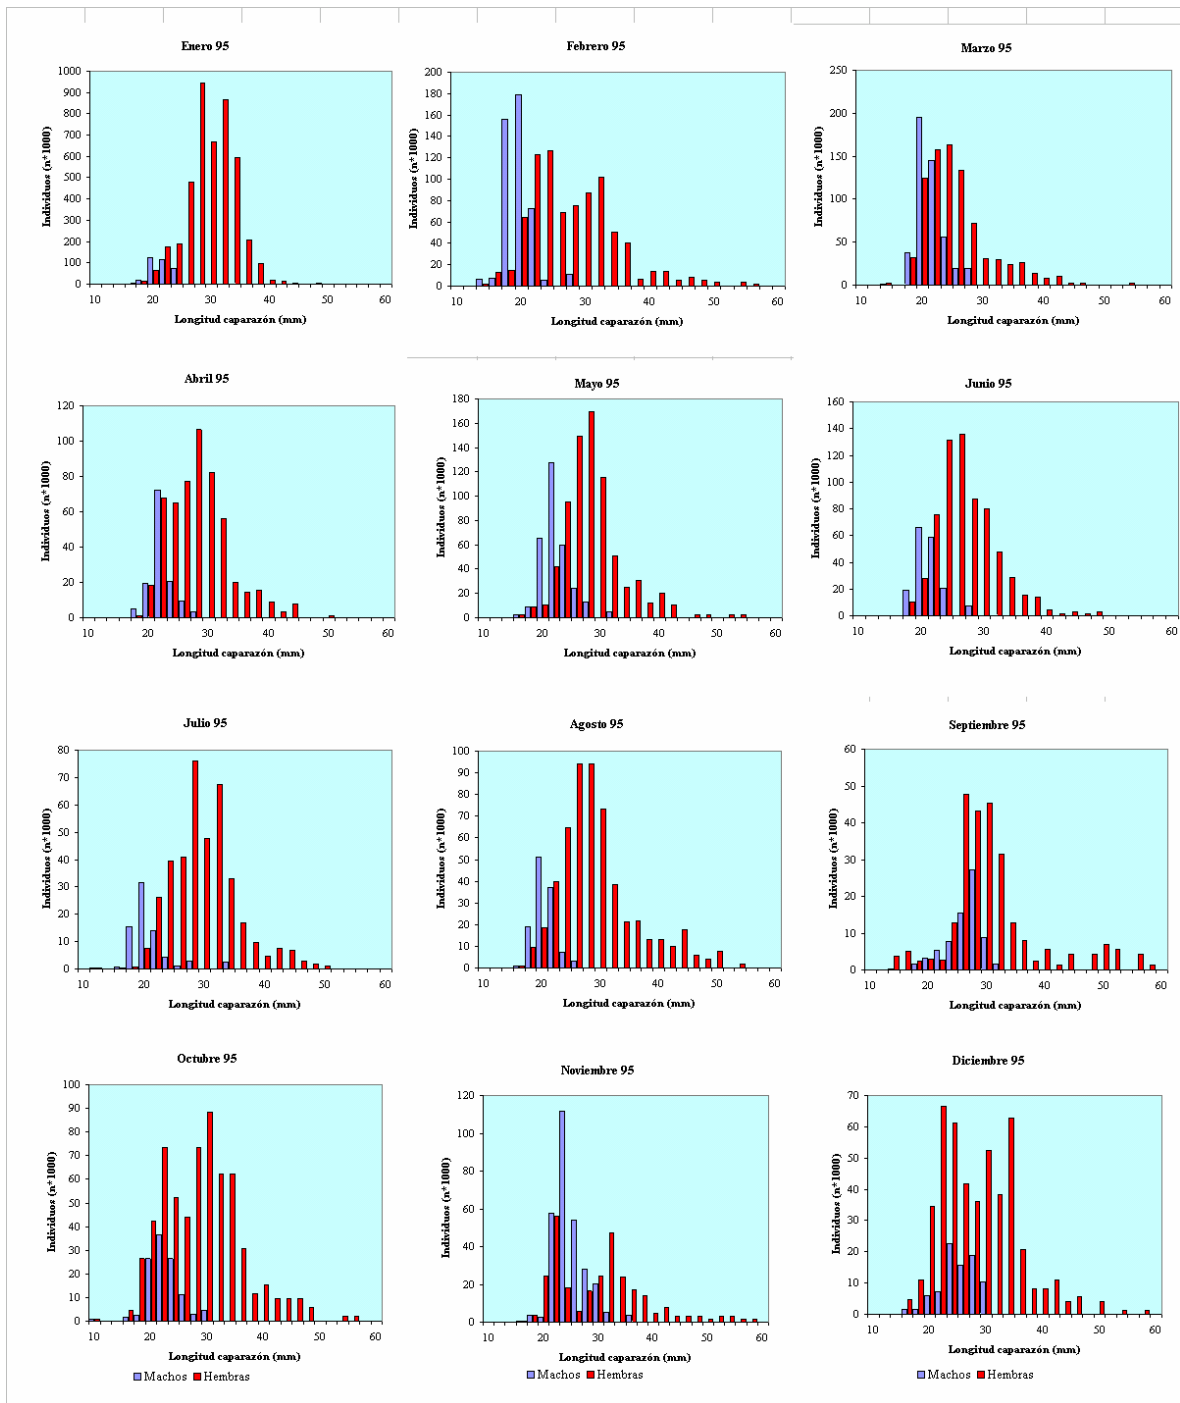 Enero 95
Individuos (n*1000)
1000
900
800
700
600
500
400
300
200
100
0
10 20 30 40 50 60
Longitud caparazón (mm)
Febrero 95
Individuos (n*1000)
200
180
160
140
120
100
80
60
40
20
0
10 20 30 40 50 60
Longitud caparazón (mm)
Marzo 95
Individuos (n*1000)
250
200
150
100
50
0
10 20 30 40 50 60
Longitud caparazón (mm)
Abril 95
Individuos (n*1000)
120
100
80
60
40
20
0
10 20 30 40 50 60
Longitud caparazón (mm)
Mayo 95
Individuos (n*1000)
180
160
140
120
100
80
60
40
20
0
10 20 30 40 50 60
Longitud caparazón (mm)
Junio 95
Individuos (n*1000)
160
140
120
100
80
60
40
20
0
10 20 30 40 50 60
Longitud caparazón (mm)
Julio 95
Individuos (n*1000)
80
70
60
50
40
30
20
10
0
10 20 30 40 50 60
Longitud caparazón (mm)
Agosto 95
Individuos (n*1000)
100
90
80
70
60
50
40
30
20
10
0
10 20 30 40 50 60
Longitud caparazón (mm)
Septiembre 95
Individuos (n*1000)
60
50
40
30
20
10
0
10 20 30 40 50 60
Longitud caparazón (mm)
Octubre 95
Individuos (n*1000)
100
90
80
70
60
50
40
30
20
10
0
10 20 30 40 50 60
Longitud caparazón (mm)
Machos Hembras
Noviembre 95
Individuos (n*1000)
120
100
80
60
40
20
0
10 20 30 40 50 60
Longitud caparazón (mm)
Machos Hembras
Diciembre 95
Individuos (n*1000)
70
60
50
40
30
20
10
0
10 20 30 40 50 60
Longitud caparazón (mm)
Machos Hembras